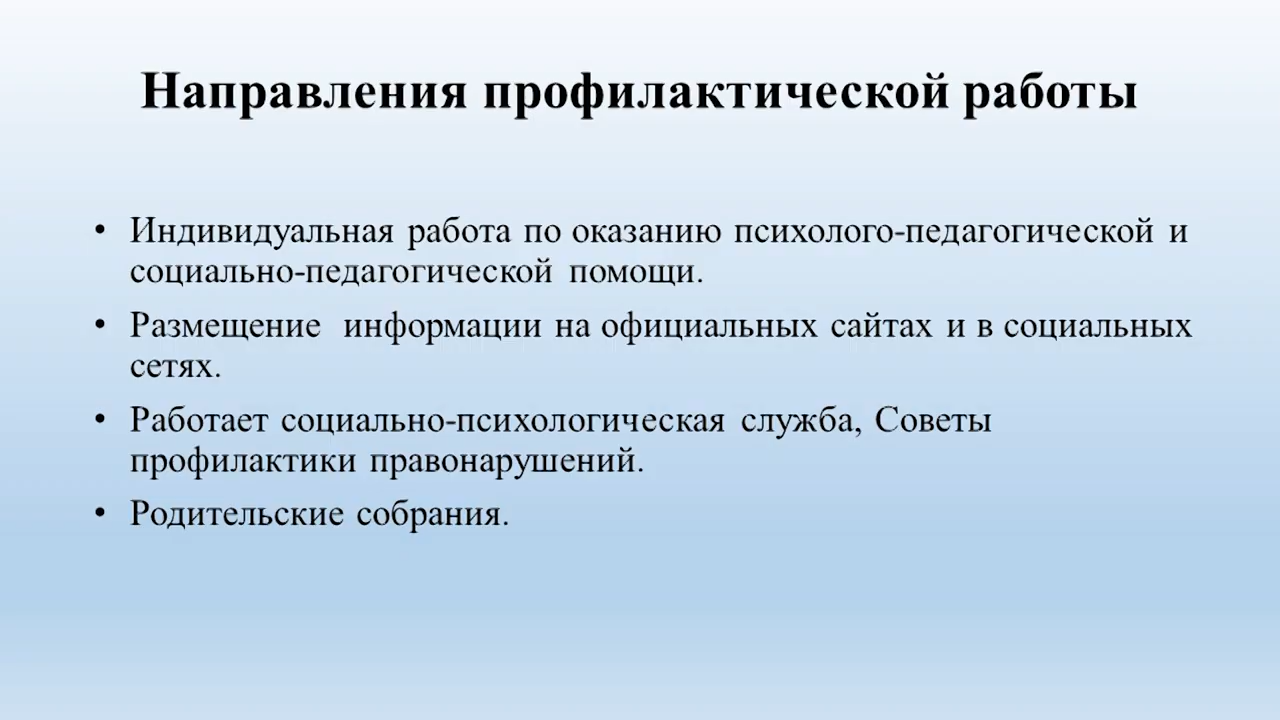 Направления профилактической работы
• Индивидуальная работа по оказанию психолого-педагогической и
социально-педагогической помощи.
• Размещение информации на официальных сайтах и в социальных
сетях.
• Работает социально-психологическая служба, Советы
профилактики правонарушений.
• Родительские собрания.